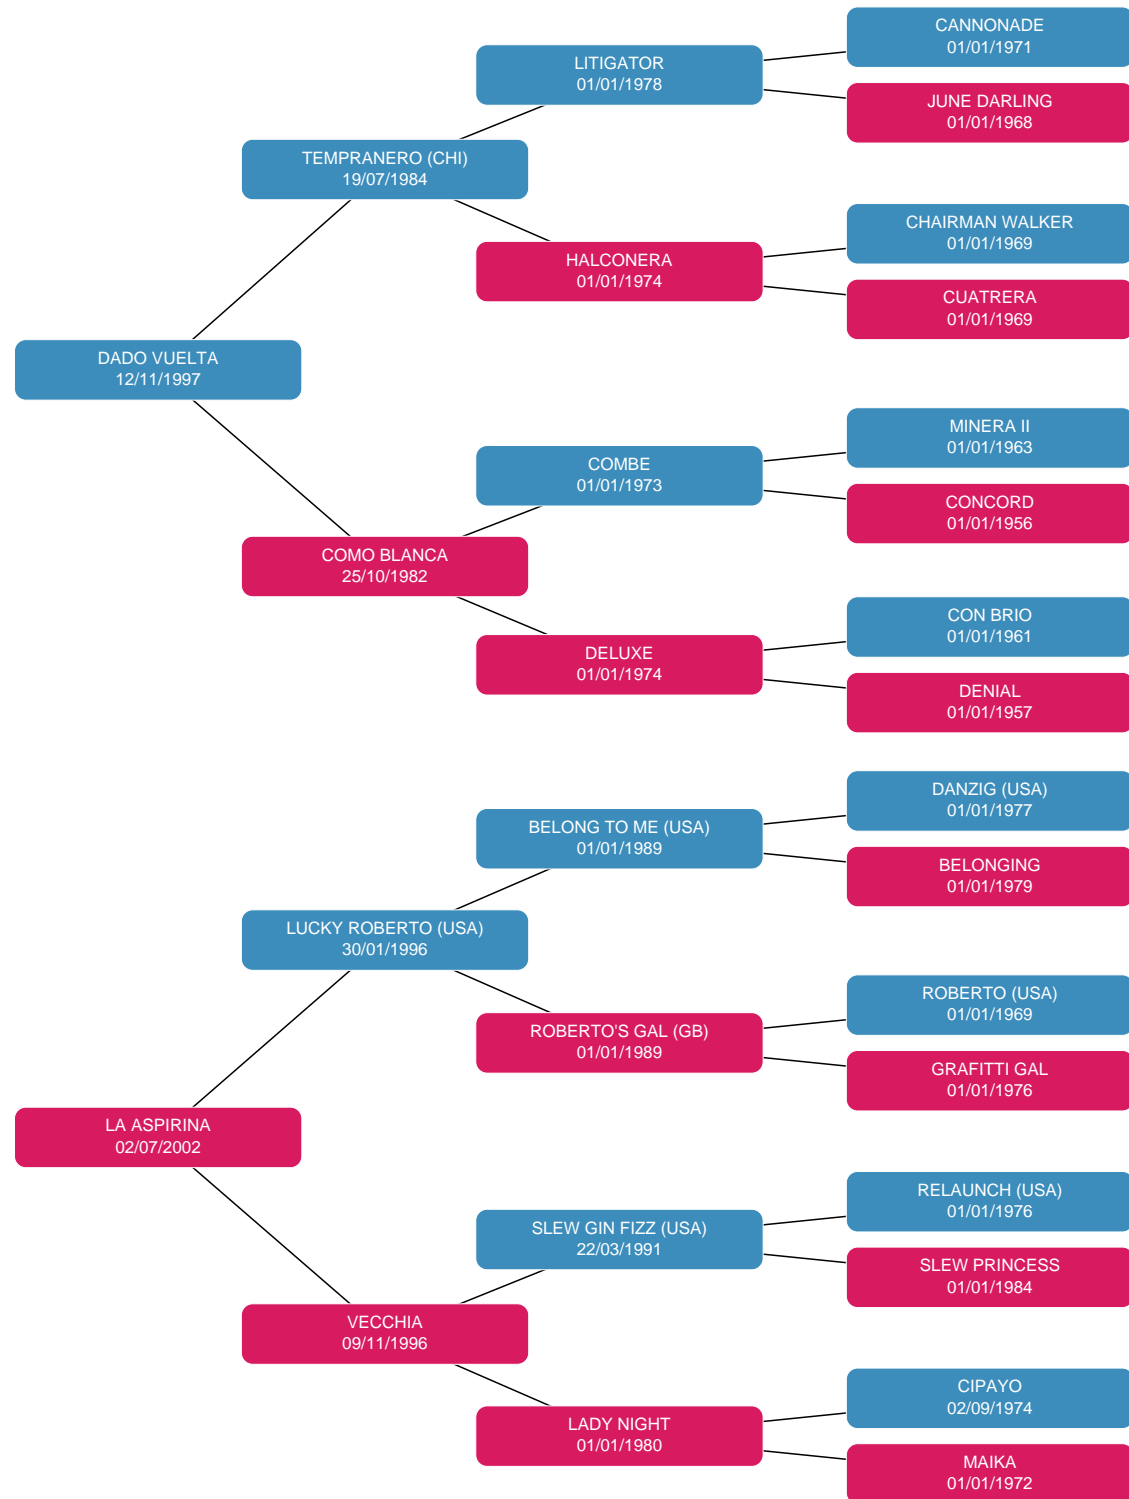 CANNONADE
01/01/1971
LITIGATOR
01/01/1978
JUNE DARLING
01/01/1968
TEMPRANERO (CHI)
19/07/1984
CHAIRMAN WALKER
01/01/1969
HALCONERA
01/01/1974
CUATRERA
01/01/1969
DADO VUELTA
12/11/1997
MINERA II
01/01/1963
COMBE
01/01/1973
CONCORD
01/01/1956
COMO BLANCA
25/10/1982
CON BRIO
01/01/1961
DELUXE
01/01/1974
DENIAL
01/01/1957
DANZIG (USA)
01/01/1977
BELONG TO ME (USA)
01/01/1989
BELONGING
01/01/1979
LUCKY ROBERTO (USA)
30/01/1996
ROBERTO (USA)
01/01/1969
ROBERTO'S GAL (GB)
01/01/1989
GRAFITTI GAL
01/01/1976
LA ASPIRINA
02/07/2002
RELAUNCH (USA)
01/01/1976
SLEW GIN FIZZ (USA)
22/03/1991
SLEW PRINCESS
01/01/1984
VECCHIA
09/11/1996
CIPAYO
02/09/1974
LADY NIGHT
01/01/1980
MAIKA
01/01/1972